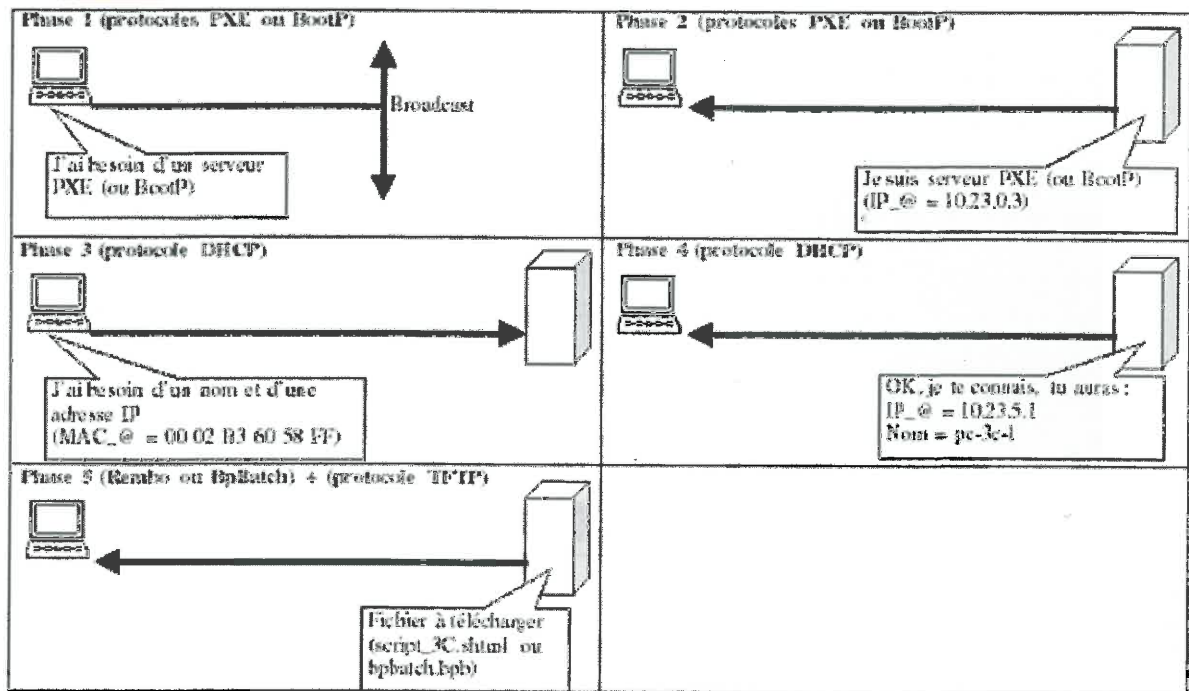 Phase 1 (protocoles PXE ou BootP)
Broadcast
J'ai besoin d'un serveur
PXE (ou BootP)
Phase 2 (protocoles PXE ou BootP)
Je suis serveur PXE (ou BootP)
(IP_@ = 10.23.0.3)
Phase 3 (protocole DHCP)
J'ai besoin d'un nom et d'une
adresse IP
(MAC_@ = 00 02 B3 60 58 FF)
Phase 4 (protocole DHCP)
OK, je te connais, tu auras :
IP_@ = 10.23.5.1
Nom = pc-3c-1
Phase 5 (Rembo ou BpBatch) + (protocole TFTP)
Fichier à télécharger
(script_3C.shtml ou
bpbatch.bpb)